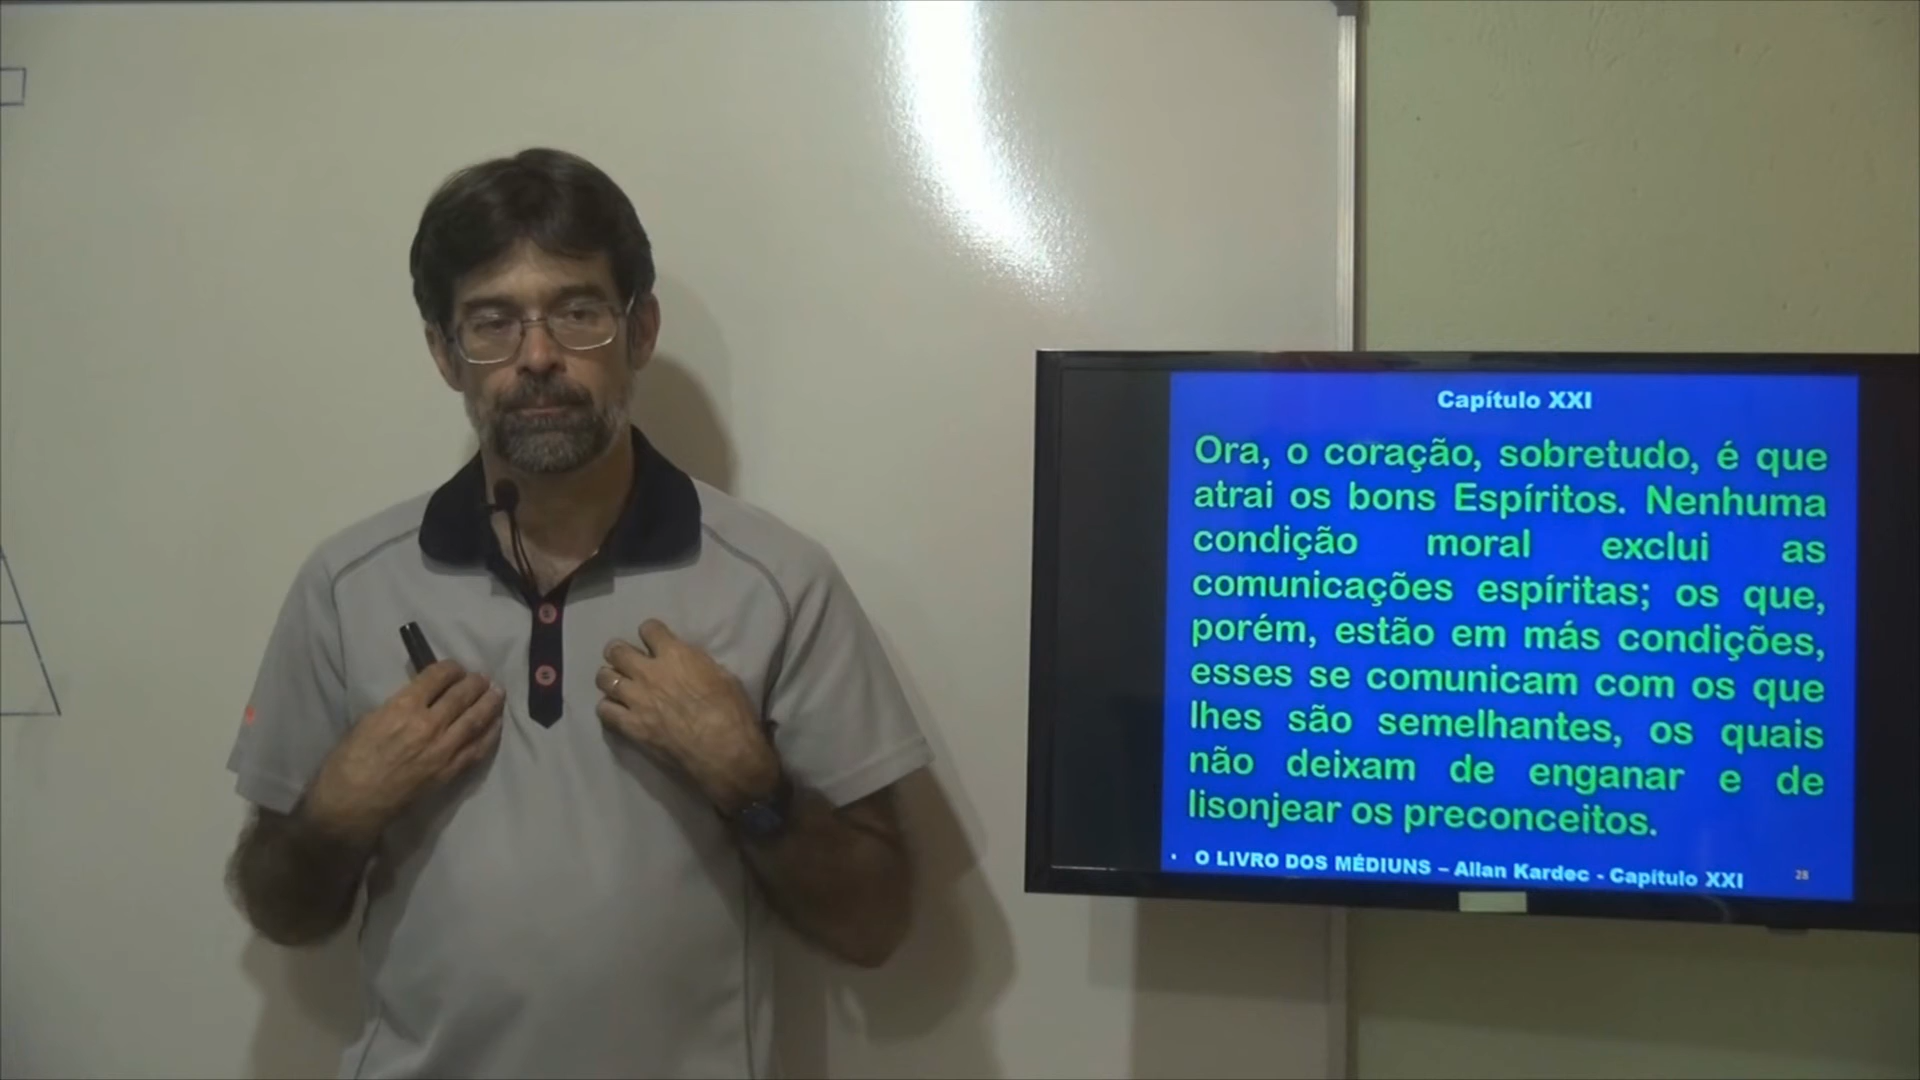 Capítulo XXI
Ora, o coração, sobretudo, é que
atrai os bons Espíritos. Nenhuma
condição moral exclui as
comunicações espíritas; os que,
porém, estão em más condições,
esses se comunicam com os que
lhes são semelhantes, os quais
não deixam de enganar e de
lisonjear os preconceitos.
• O LIVRO DOS MÉDIUNS – Allan Kardec - Capítulo XXI
28